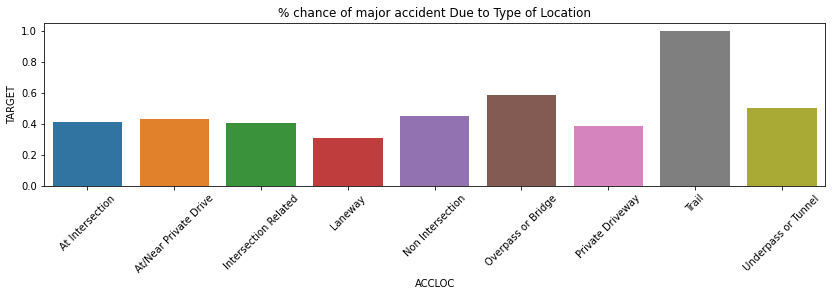 % chance of major accident Due to Type of Location
TARGET
1.0
0.8
0.6
0.4
0.2
0.0
At Intersection
At/Near Private Drive
Intersection Related
Laneway
Non Intersection
Overpass or Bridge
Private Driveway
Trail
Underpass or Tunnel
ACCLOC